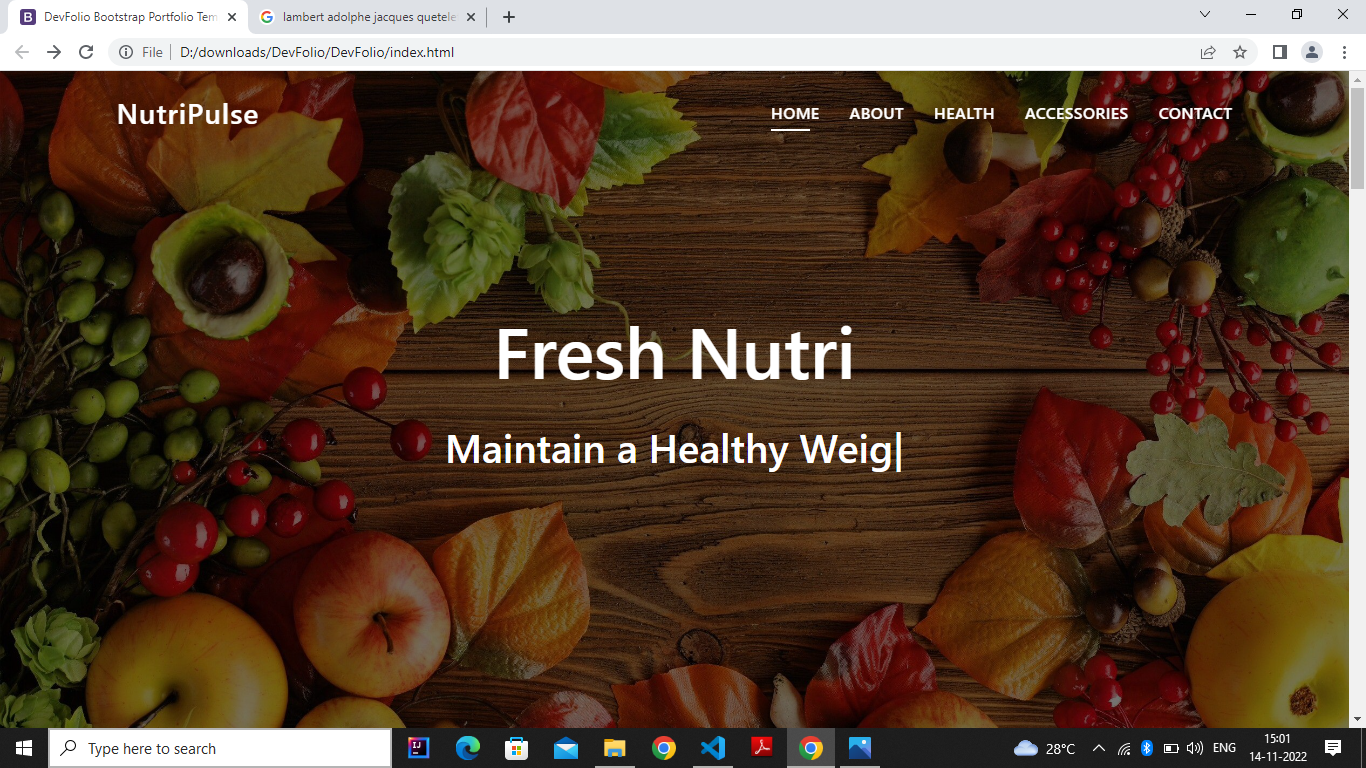 DevFolio Bootstrap Portfolio Tem
lambert adolphe jacques quetele
File
D:/downloads/DevFolio/DevFolio/index.html
NutriPulse
HOME ABOUT HEALTH ACCESSORIES CONTACT
Fresh Nutri
Maintain a Healthy Weig|
Type here to search
28°C
ENG
15:01
14-11-2022